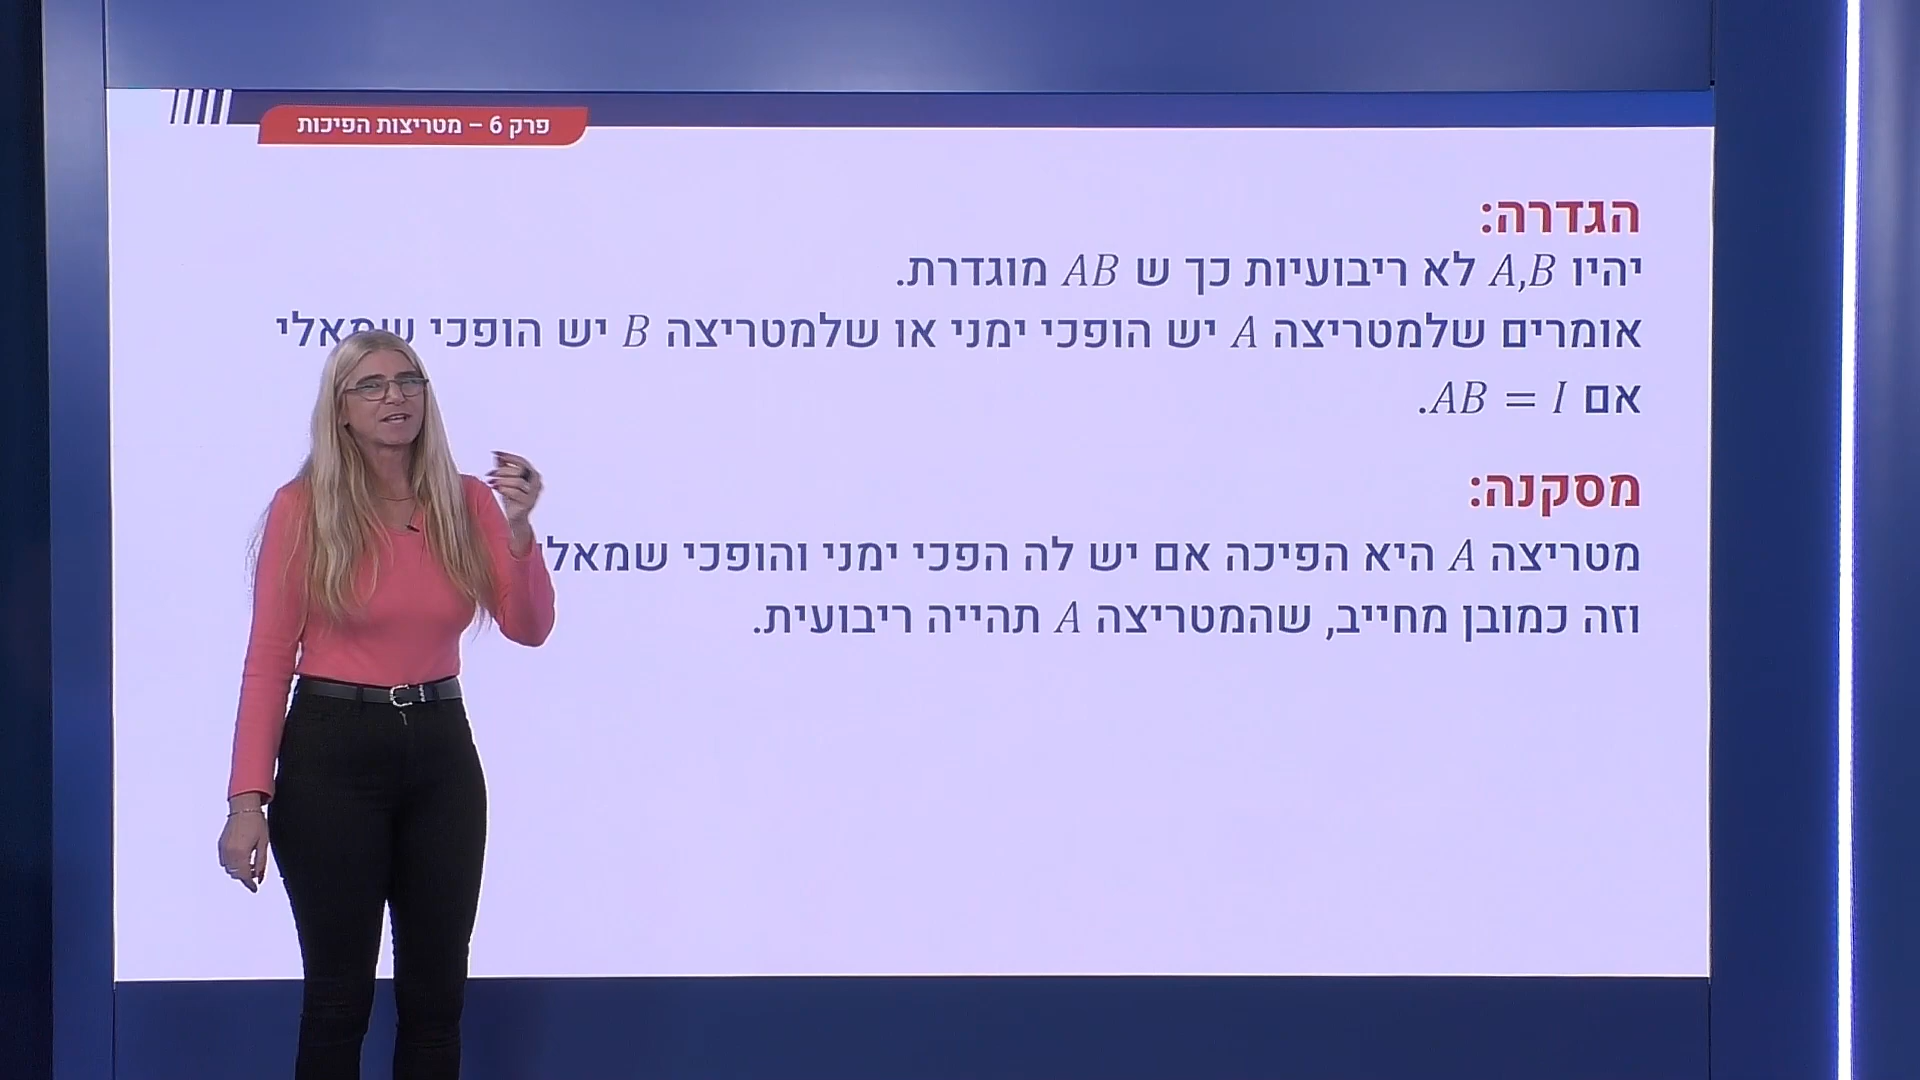 פרק 6 – מטריצות הפיכות
הגדרה:
יהיו A,B לא ריבועיות כך ש AB מוגדרת.
אומרים שלמטריצה A יש הופכי ימני או שלמטריצה B יש הופכי שמאלי
אם AB = I.
מסקנה:
מטריצה A היא הפיכה אם יש לה הפכי ימני והופכי שמאלי
וזה כמובן מחייב, שהמטריצה A תהייה ריבועית.